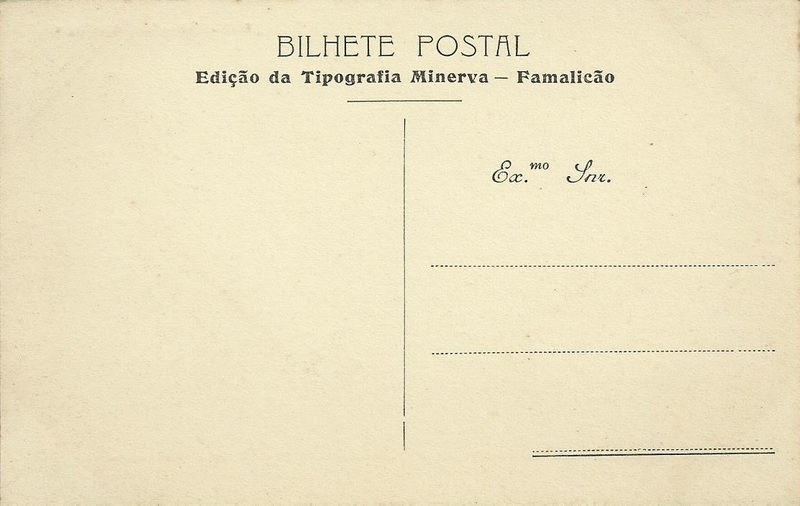 BILHETE POSTAL
Edição da Tipografia Minerva — Famalicão
Ex.mo Snr.